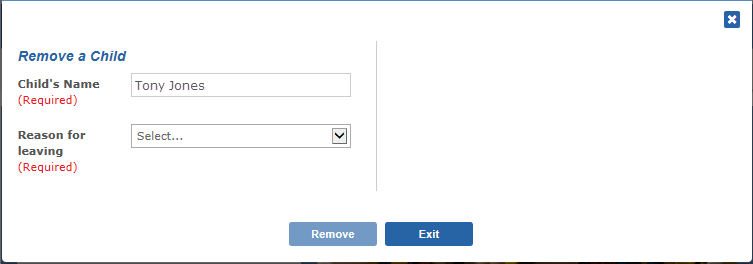 Remove a Child
Child's Name
(Required)
Tony Jones
Reason for
leaving
(Required)
Select...
Remove
Exit